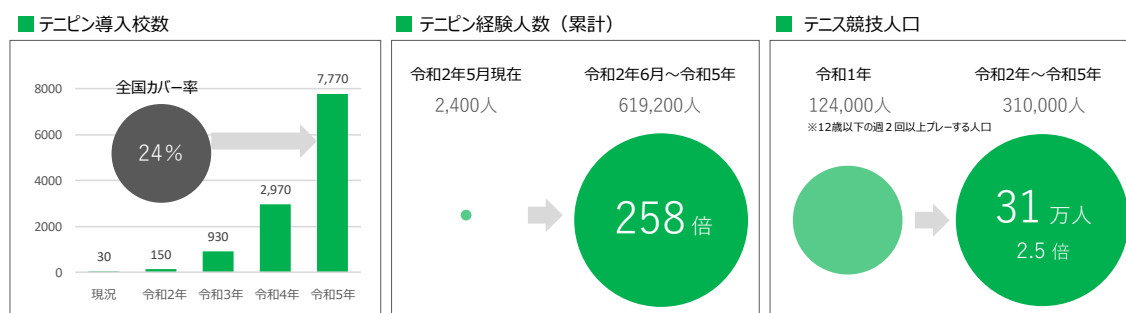 ■ テニピン導入校数
8000
6000
4000
2000
0
全国カバー率
24%
30
150
930
2,970
7,770
現況
令和2年
令和3年
令和4年
令和5年
■ テニピン経験人数（累計）
令和2年5月現在
2,400人
令和2年6月～令和5年
619,200人
258 倍
■ テニス競技人口
令和1年
124,000人
※12歳以下の週２回以上プレーする人口
令和2年～令和5年
310,000人
31 万人
2.5 倍